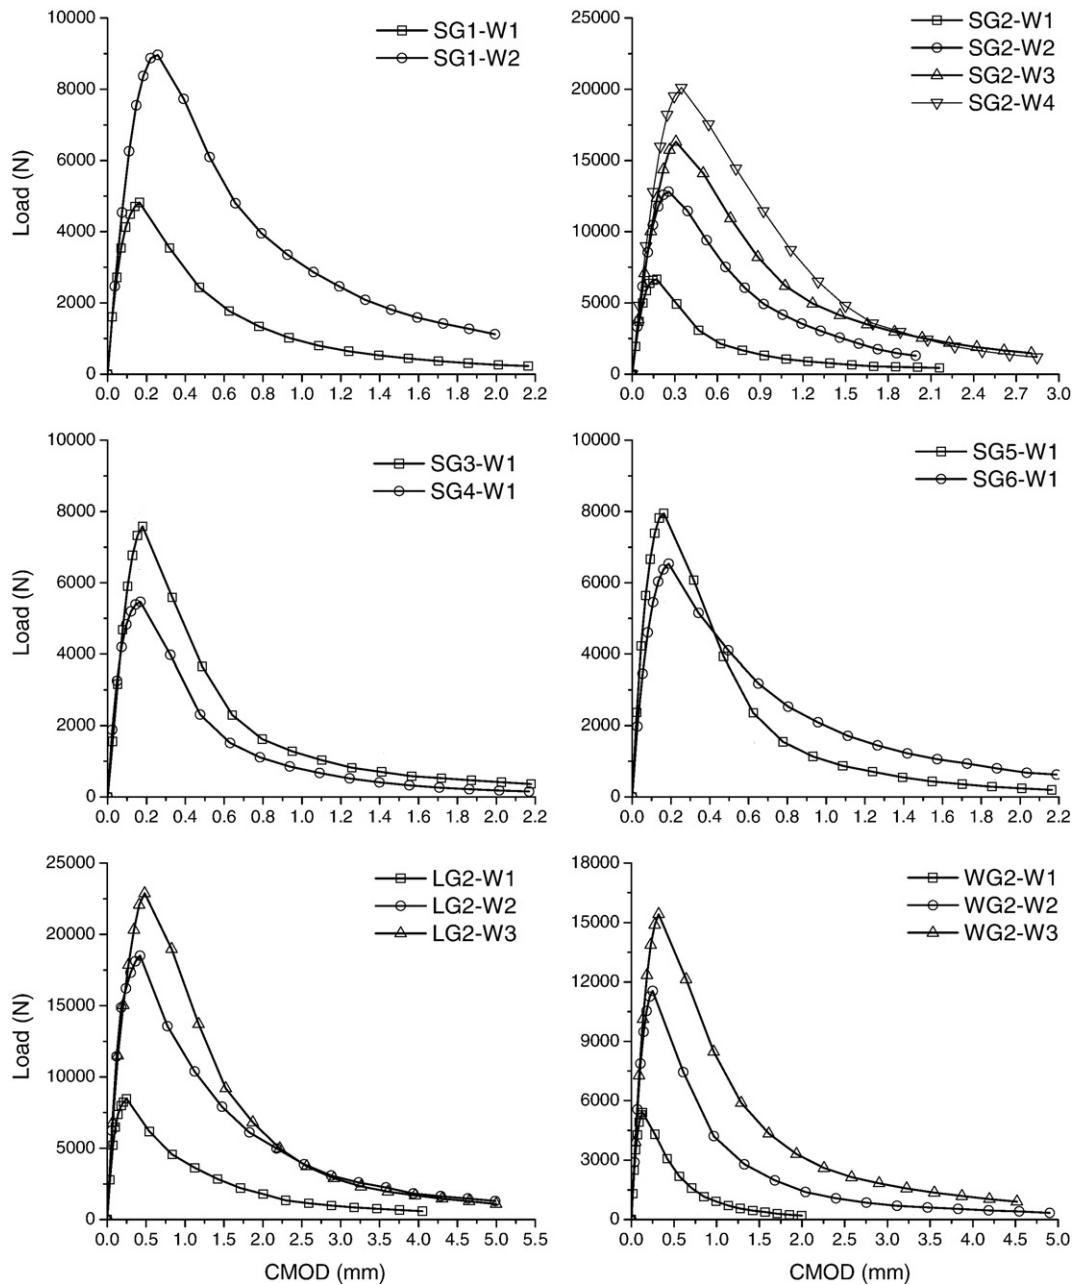 10000
8000
6000
4000
2000
0
Load (N)
SG1-W1
SG1-W2
0.0 0.2 0.4 0.6 0.8 1.0 1.2 1.4 1.6 1.8 2.0 2.2
25000
20000
15000
10000
5000
0
SG2-W1
SG2-W2
SG2-W3
SG2-W4
0.0 0.3 0.6 0.9 1.2 1.5 1.8 2.1 2.4 2.7 3.0
10000
8000
6000
4000
2000
0
Load (N)
SG3-W1
SG4-W1
0.0 0.2 0.4 0.6 0.8 1.0 1.2 1.4 1.6 1.8 2.0 2.2
10000
8000
6000
4000
2000
0
SG5-W1
SG6-W1
0.0 0.2 0.4 0.6 0.8 1.0 1.2 1.4 1.6 1.8 2.0 2.2
25000
20000
15000
10000
5000
0
Load (N)
LG2-W1
LG2-W2
LG2-W3
0.0 0.5 1.0 1.5 2.0 2.5 3.0 3.5 4.0 4.5 5.0 5.5
CMOD (mm)
18000
15000
12000
9000
6000
3000
0
WG2-W1
WG2-W2
WG2-W3
0.0 0.5 1.0 1.5 2.0 2.5 3.0 3.5 4.0 4.5 5.0
CMOD (mm)